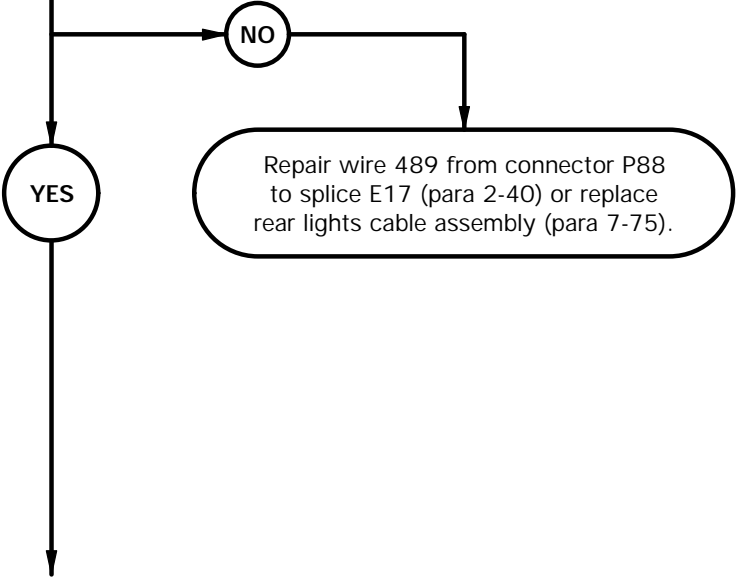 NO
YES
Repair wire 489 from connector P88
to splice E17 (para 2-40) or replace
rear lights cable assembly (para 7-75).